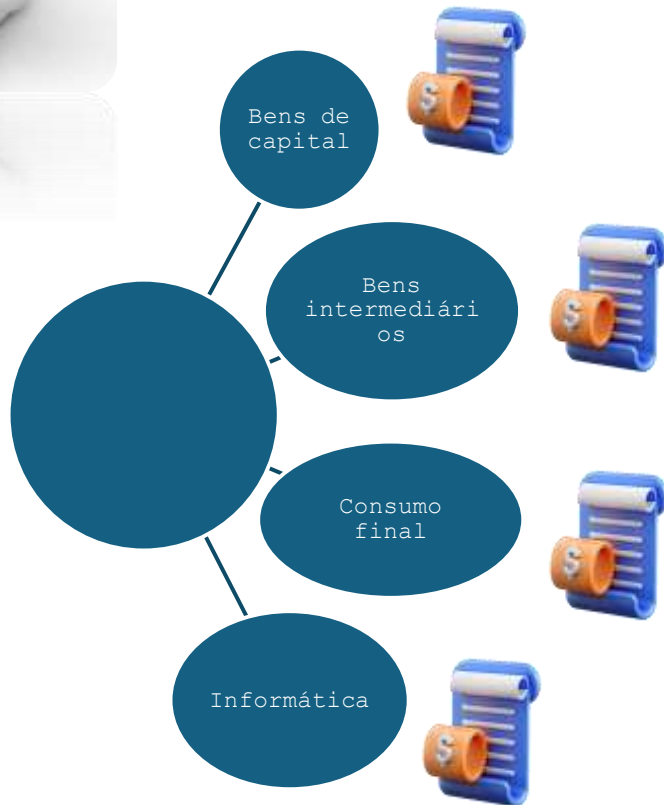 Bens de
capital
$
Bens
intermediári
os
$
Consumo
final
$
Informática
$